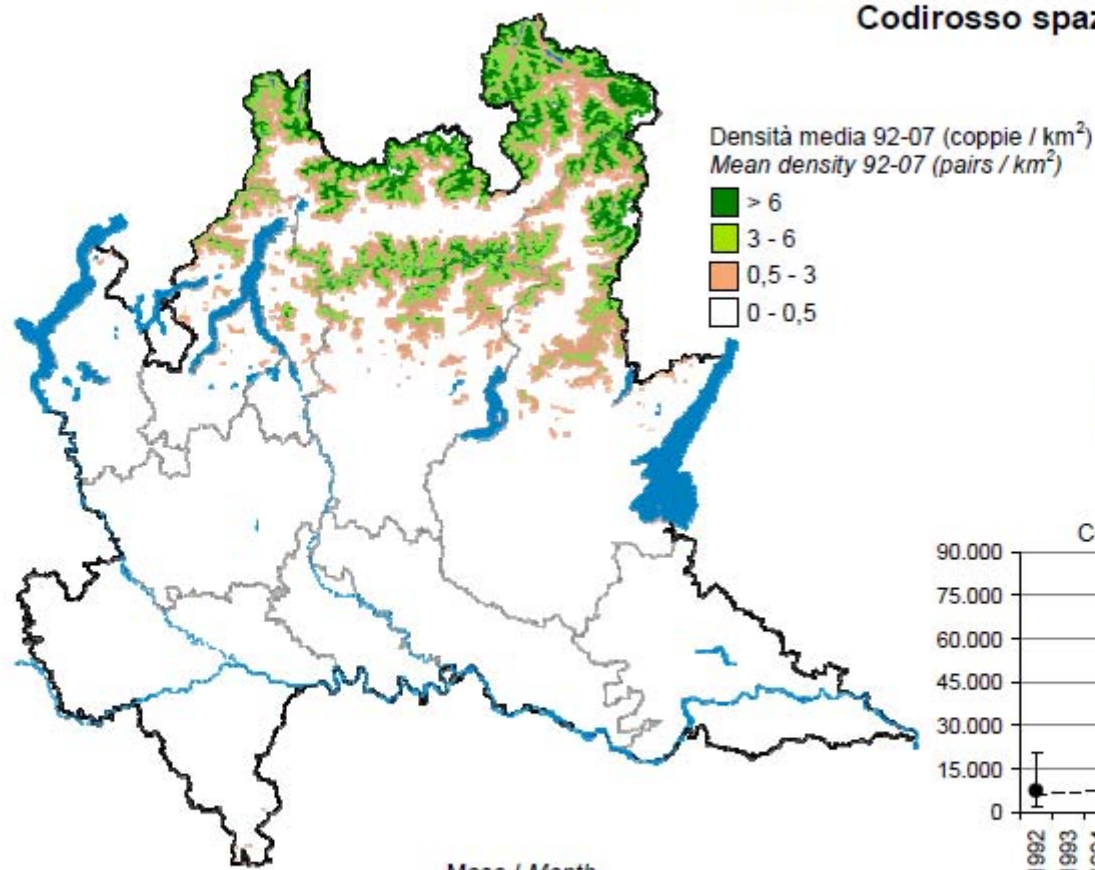 Codirosso spaz
Densità media 92-07 (coppie / km²)
Mean density 92-07 (pairs / km²)
> 6
3 - 6
0,5 - 3
0 - 0,5
C
90.000
75.000
60.000
45.000
30.000
15.000
0
1992
1993
Mese / Month